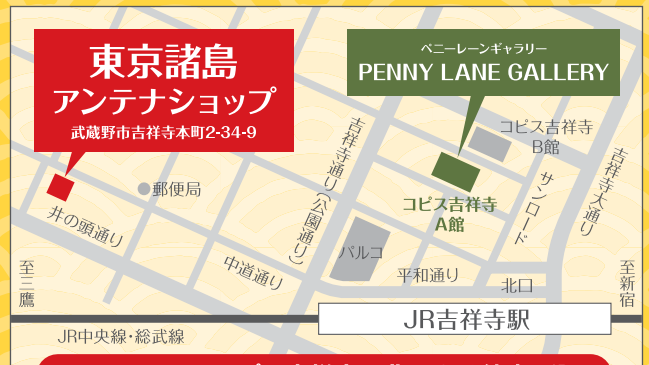 東京諸島
アンテナショップ
武蔵野市吉祥寺本町2-34-9
ペニーレーンギャラリー
PENNY LANE GALLERY
コピス吉祥寺
B館
吉祥寺通り(公園通り)
吉祥寺大通り
サンロード
郵便局
コピス吉祥寺
A館
井の頭通り
パルコ
中道通り
平和通り
北口
至三鷹
至新宿
JR吉祥寺駅
JR中央線・総武線